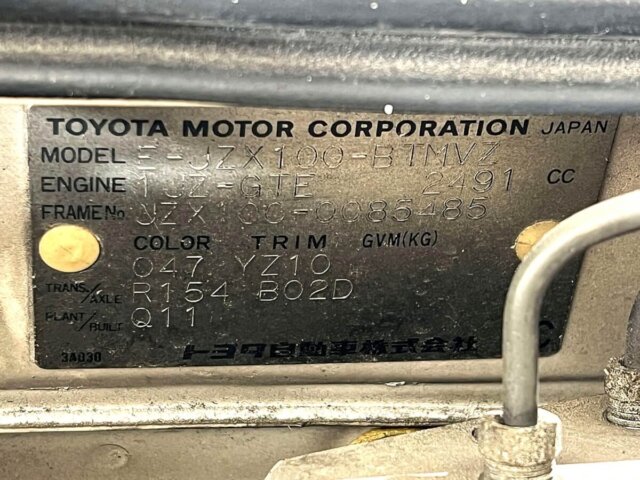 TOYOTA MOTOR CORPORATION JAPAN
MODEL E-JZX100-BTMVZ
ENGINE 1JZ-GTE 2491 CC
FRAME No JZX100-0085485
COLOR TRIM GVM(KG)
047 YZ10
TRANS./AXLE R154 B02D
PLANT/BUILT Q11
3A030
トヨタ自動車株式会社 C